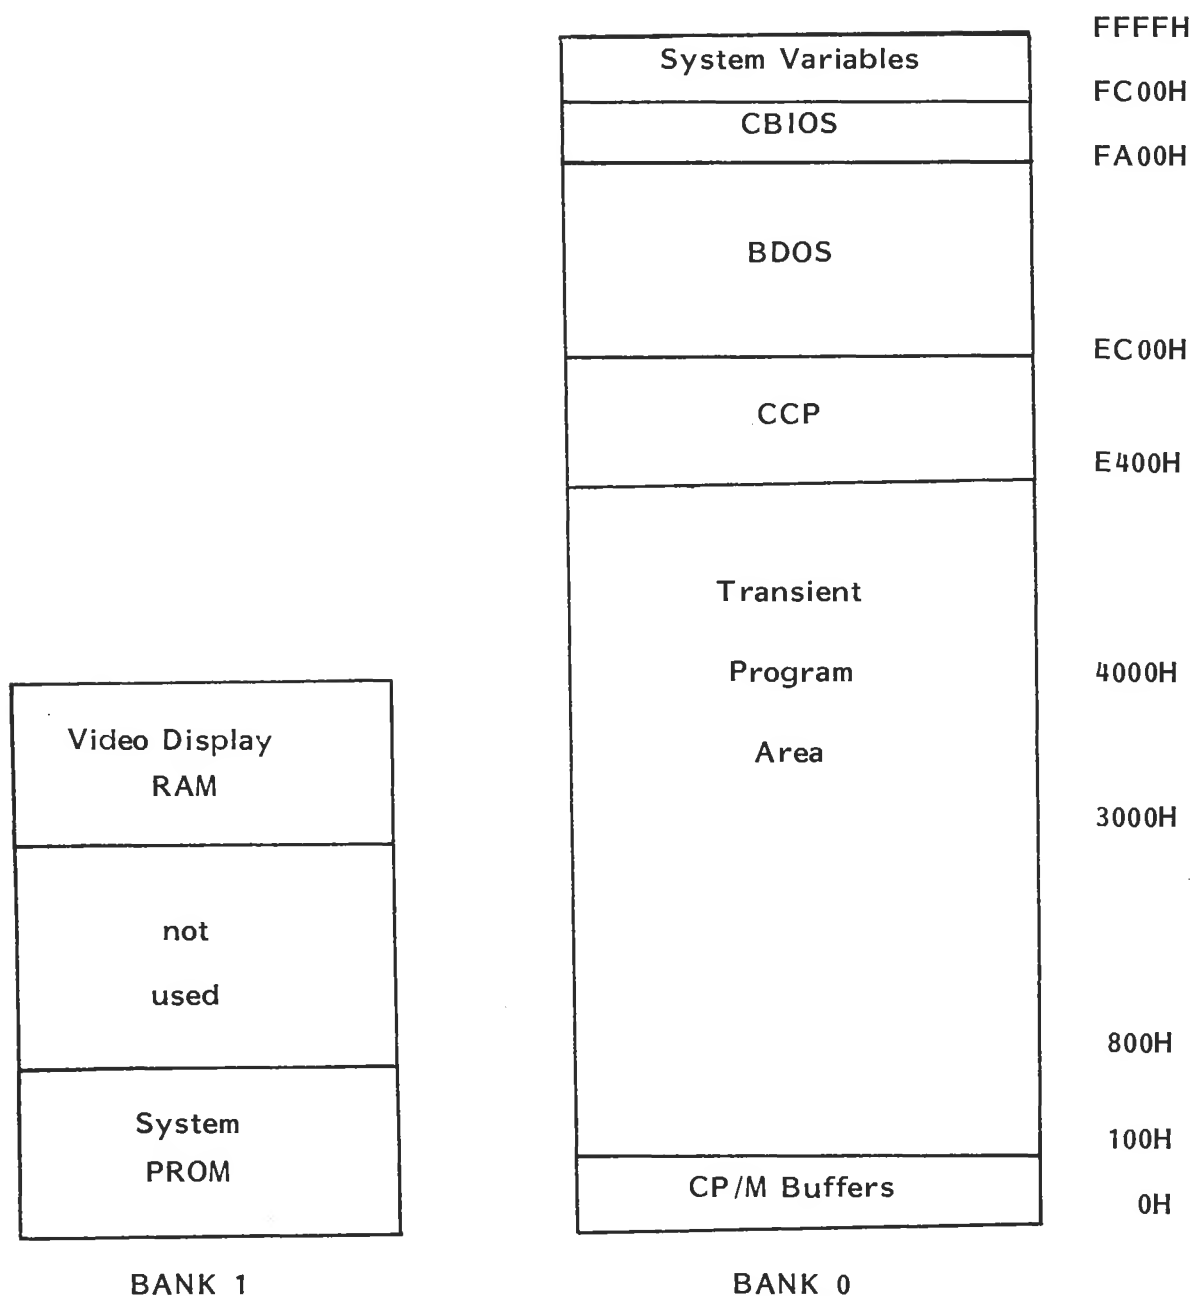 FFFFH
System Variables
FC00H
CBIOS
FA00H
BDOS
EC00H
CCP
E400H
Transient
Program
Area
4000H
3000H
800H
100H
CP/M Buffers
0H
BANK 0
Video Display
RAM
not
used
System
PROM
BANK 1